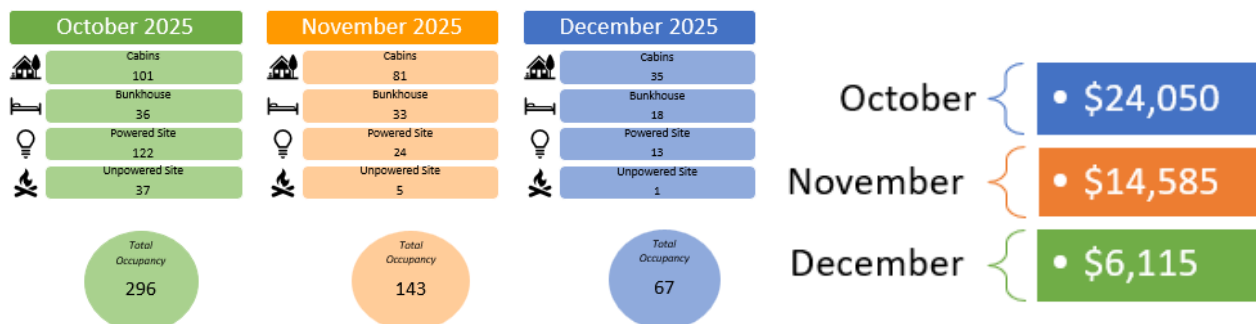 October 2025
Cabins
101
Bunkhouse
36
Powered Site
122
Unpowered Site
37
Total
Occupancy
296
November 2025
Cabins
81
Bunkhouse
33
Powered Site
24
Unpowered Site
5
Total
Occupancy
143
December 2025
Cabins
35
Bunkhouse
18
Powered Site
13
Unpowered Site
1
Total
Occupancy
67
October • $24,050
November • $14,585
December • $6,115